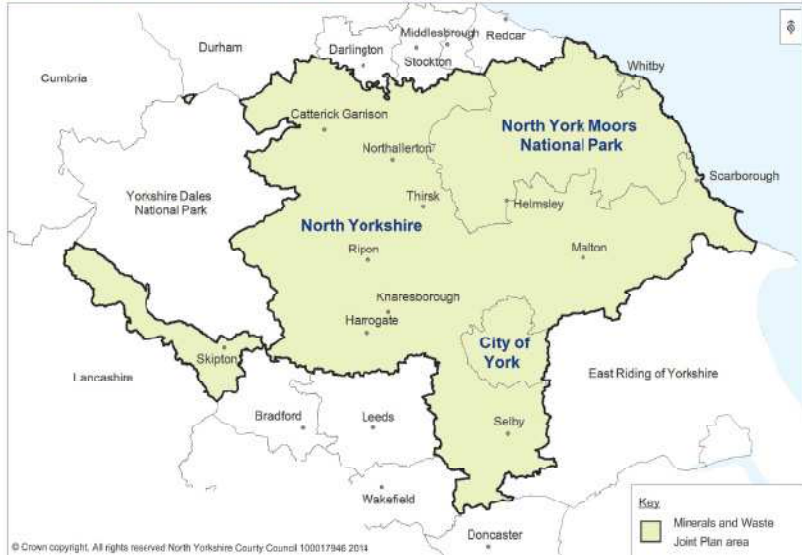 Durham
Darlington
Middlesbrough
Stockton
Redcar
Cumbria
Whitby
Catterick Garrison
North York Moors
National Park
Northallerton
Scarborough
Yorkshire Dales
National Park
Thirsk
Helmsley
North Yorkshire
Ripon
Malton
Knaresborough
Harrogate
City of
York
Skipton
Lancashire
East Riding of Yorkshire
Bradford
Leeds
Selby
Wakefield
Doncaster
Key
Minerals and Waste
Joint Plan area
© Crown copyright. All rights reserved North Yorkshire County Council 100017946 2014